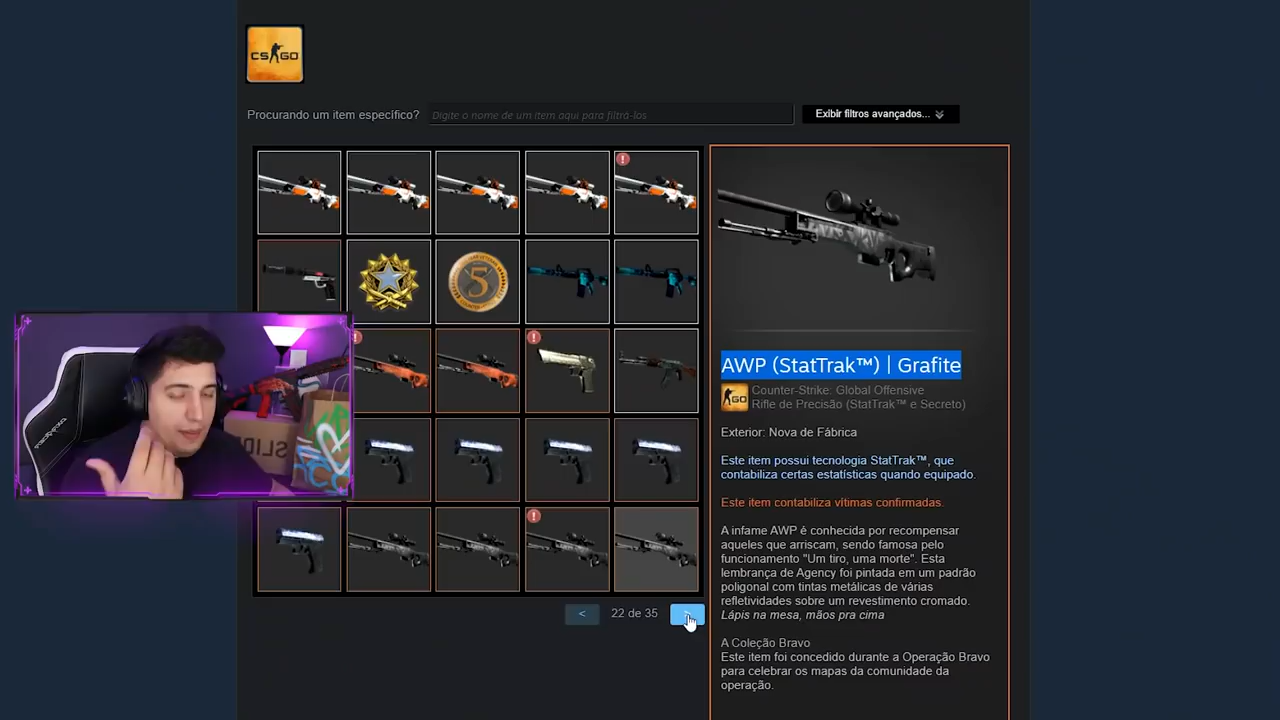 CS GO
Procurando um item específico?
Digite o nome de um item aqui para filtrá-los
Exibir filtros avançados...
!
5
!
!
SLID
!
AWP (StatTrak™) | Grafite
GO
Counter-Strike: Global Offensive
Rifle de Precisão (StatTrak™ e Secreto)
Exterior: Nova de Fábrica
Este item possui tecnologia StatTrak™, que
contabiliza certas estatísticas quando equipado.
Este item contabiliza vítimas confirmadas.
A infame AWP é conhecida por recompensar
aqueles que arriscam, sendo famosa pelo
funcionamento "Um tiro, uma morte". Esta
lembrança de Agency foi pintada em um padrão
poligonal com tintas metálicas de várias
refletividades sobre um revestimento cromado.
Lápis na mesa, mãos pra cima
A Coleção Bravo
Este item foi concedido durante a Operação Bravo
para celebrar os mapas da comunidade da
operação.
<
22 de 35